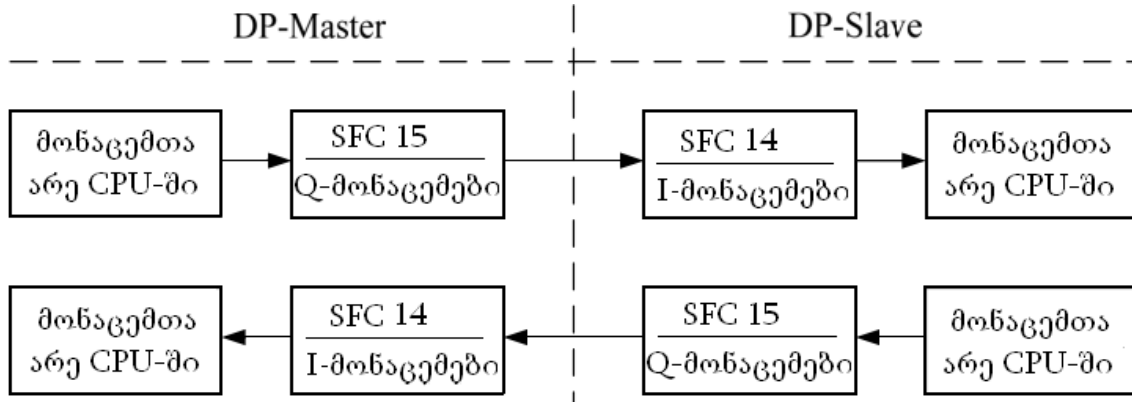 DP-Master
DP-Slave
მონაცემთა
არე CPU-ში
SFC 15
Q-მონაცემები
SFC 14
I-მონაცემები
მონაცემთა
არე CPU-ში
მონაცემთა
არე CPU-ში
SFC 14
I-მონაცემები
SFC 15
Q-მონაცემები
მონაცემთა
არე CPU-ში